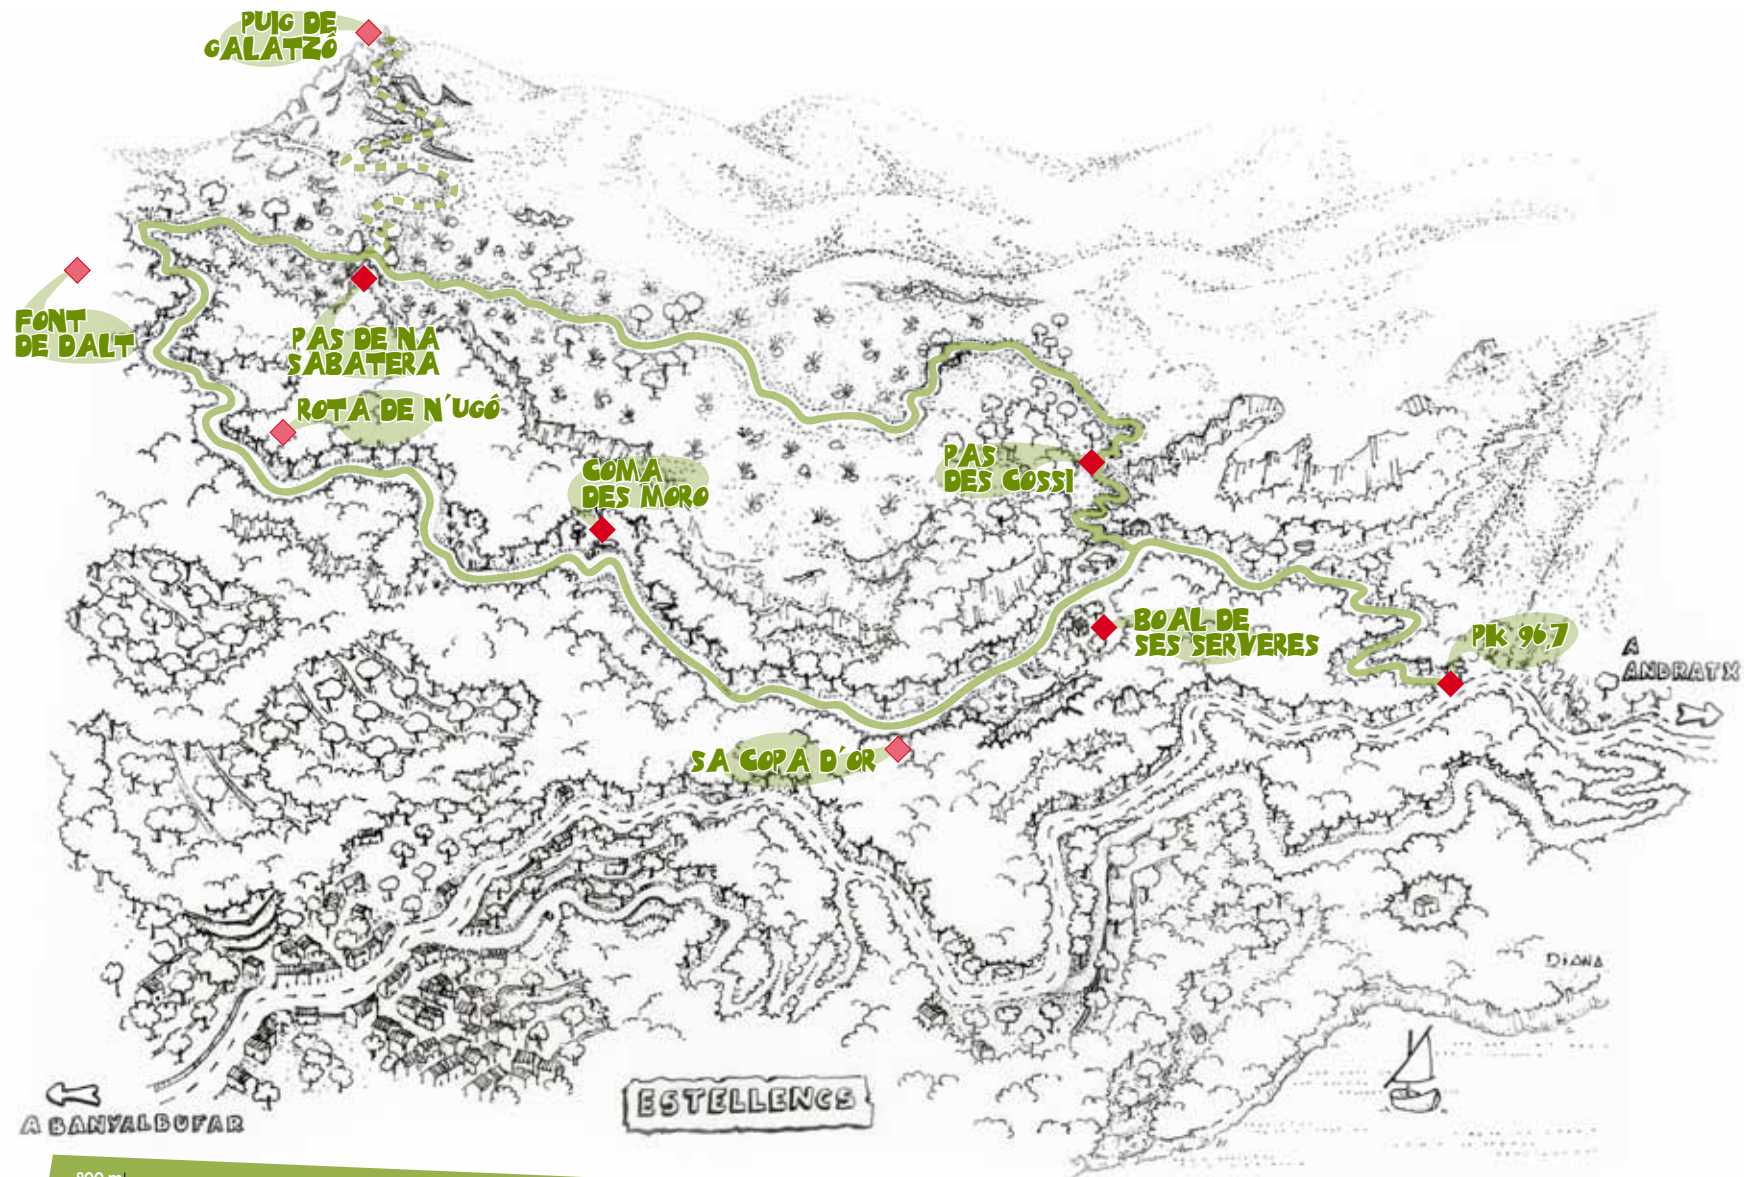 PUIG DE
GALATZÓ
FONT
DE DALT
PAS DE NA
SABATERA
ROTA DE N'UGÓ
COMA
DES MORO
PAS
DES COSSI
BOAL DE
SES SERVERES
PK 96,7
A
ANDRATX
SA COPA D'OR
DIANA
ESTELLENCS
A BANYALBUFAR
800 m